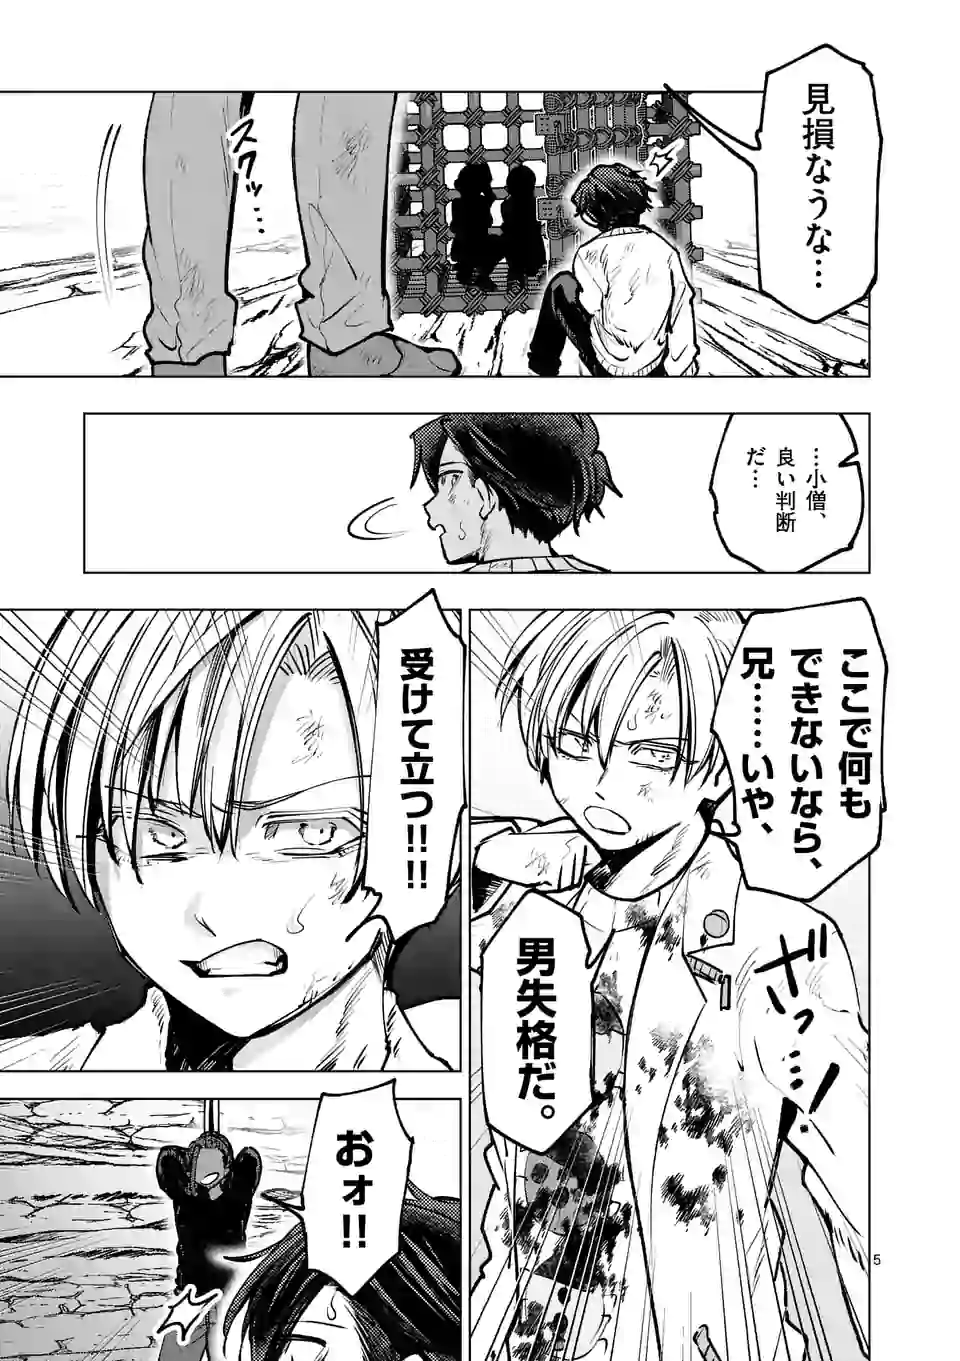 見損なうな…
スクッ…
…小僧、
良い判断
だ…
ここで何も
できないなら、
兄……いや、
男失格だ。
ギュッ…!
受けて立つ!!!
おォ!!
5